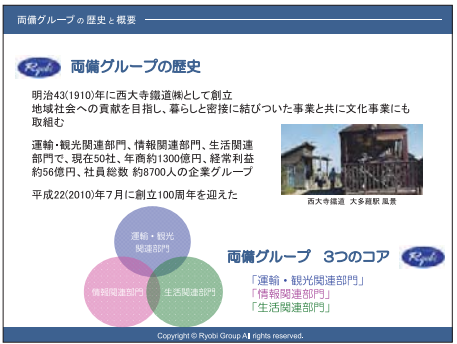 両備グループの歴史と概要
Ryobi
両備グループの歴史
明治43(1910)年に西大寺鐵道㈱として創立
地域社会への貢献を目指し、暮らしと密接に結びついた事業と共に文化事業にも
取組む
運輸・観光関連部門、情報関連部門、生活関連
部門で、現在50社、年商約1300億円、経常利益
約56億円、社員総数 約8700人の企業グループ
平成22(2010)年7月に創立100周年を迎えた
西大寺鐵道 大多羅駅 風景
運輸・観光
関連部門
情報関連部門
生活関連部門
両備グループ 3つのコア
Ryobi
「運輸・観光関連部門」
「情報関連部門」
「生活関連部門」
Copyright © Ryobi Group All rights reserved.